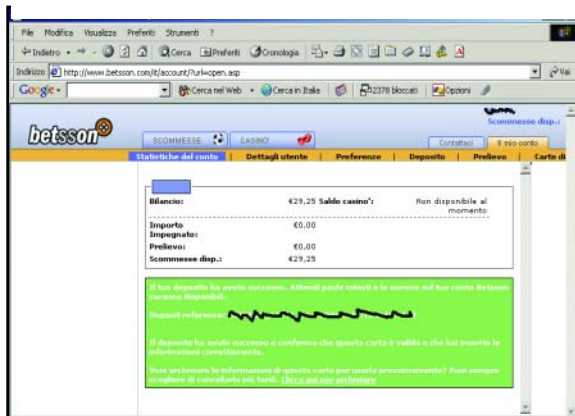 File Modifica Visualizza Preferiti Strumenti ?
Indietro Cerca Preferiti Cronologia
Indirizzo http://www.betsson.com/it/account/?url=open.asp Vai
Google Cerca nel Web Cerca in Italia 2378 bloccati Opzioni
Scommesse disp.:
betsson
SCOMMESSE CASINO' Contattaci Il mio conto
Statistiche del conto | Dettagli utente | Preferenze | Deposito | Prelievo | Carte di
Bilancio: €29,25 Saldo casino': Non disponibile al
momento
Importo €0,00
Impegnato:
Prelievo: €0,00
Scommesse disp.: €29,25
Il tuo deposito ha avuto successo. Attendi pochi minuti e la somma sul tuo conto Betsson
saranno disponibili.
Deposit reference:
Il deposito ha avuto successo e conferma che questa carta è valida e che hai inserito le
informazioni correttamente.
Vuoi archiviare le informazioni di questa carta per usarla prossimamente? Puoi sempre
scegliere di cancellarla più tardi. Clicca qui per archiviare